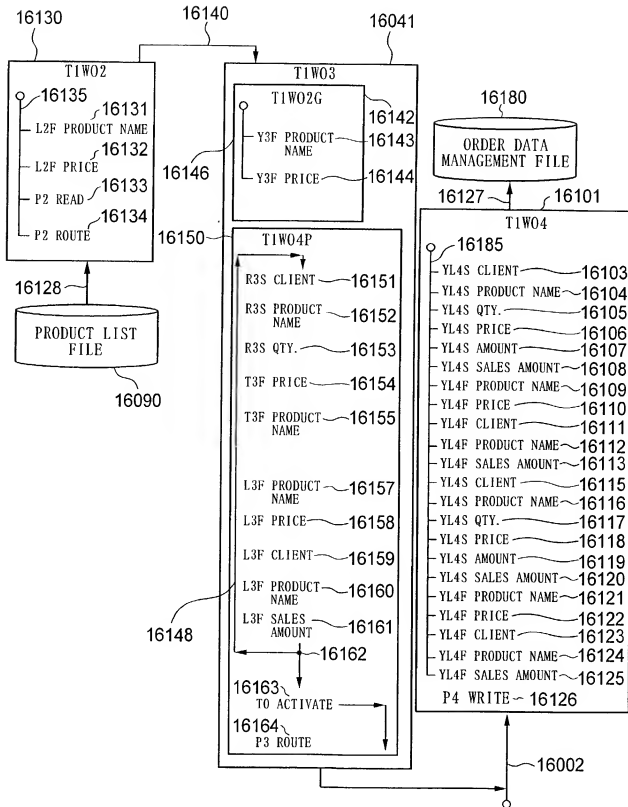 16130
16140
16041
T1W02
16135
L2F PRODUCT NAME
16131
L2F PRICE
16132
P2 READ
16133
P2 ROUTE
16134
16128
PRODUCT LIST
FILE
16090
T1W03
T1W02G
16142
Y3F PRODUCT
NAME
16143
16146
Y3F PRICE
16144
16150
T1W04P
R3S CLIENT
16151
R3S PRODUCT
NAME
16152
R3S QTY.
16153
T3F PRICE
16154
T3F PRODUCT
NAME
16155
L3F PRODUCT
NAME
16157
L3F PRICE
16158
L3F CLIENT
16159
L3F PRODUCT
NAME
16160
L3F SALES
AMOUNT
16161
16148
16162
16163
TO ACTIVATE
16164
P3 ROUTE
16180
ORDER DATA
MANAGEMENT FILE
16127
16101
T1W04
16185
YL4S CLIENT
16103
YL4S PRODUCT NAME
16104
YL4S QTY.
16105
YL4S PRICE
16106
YL4S AMOUNT
16107
YL4S SALES AMOUNT
16108
YL4F PRODUCT NAME
16109
YL4F PRICE
16110
YL4F CLIENT
16111
YL4F PRODUCT NAME
16112
YL4F SALES AMOUNT
16113
YL4S CLIENT
16115
YL4S PRODUCT NAME
16116
YL4S QTY.
16117
YL4S PRICE
16118
YL4S AMOUNT
16119
YL4S SALES AMOUNT
16120
YL4F PRODUCT NAME
16121
YL4F PRICE
16122
YL4F CLIENT
16123
YL4F PRODUCT NAME
16124
YL4F SALES AMOUNT
16125
P4 WRITE
16126
16002